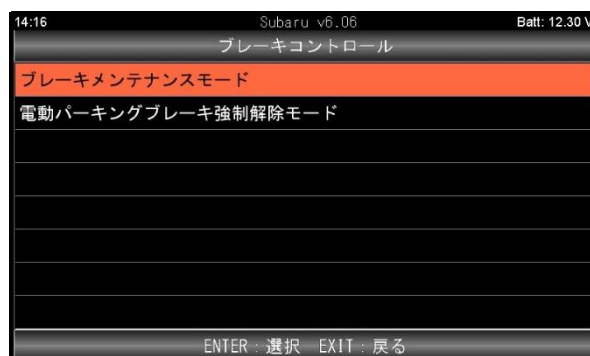 14:16 Subaru v6.06 Batt: 12.30 V
ブレーキコントロール
ブレーキメンテナンスモード
電動パーキングブレーキ強制解除モード
ENTER：選択 EXIT：戻る